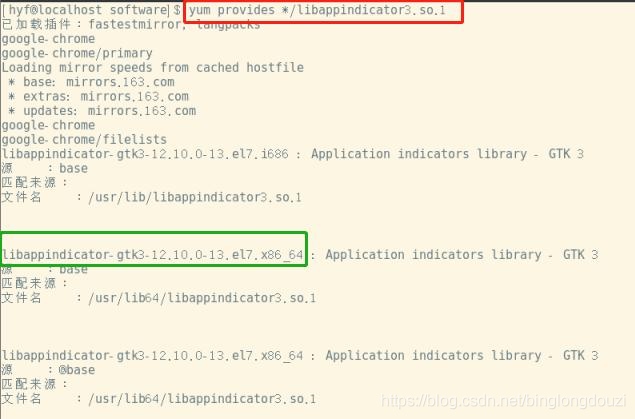 [hyf@localhost software]$ yum provides */libappindicator3.so.1
已加载插件：fastestmirror, langpacks
google-chrome
google-chrome/primary
Loading mirror speeds from cached hostfile
 * base: mirrors.163.com
 * extras: mirrors.163.com
 * updates: mirrors.163.com
google-chrome
google-chrome/filelists
libappindicator-gtk3-12.10.0-13.el7.i686 : Application indicators library - GTK 3
源    ：base
匹配来源：
文件名    ：/usr/lib/libappindicator3.so.1
libappindicator-gtk3-12.10.0-13.el7.x86_64 : Application indicators library - GTK 3
源    ：base
匹配来源：
文件名    ：/usr/lib64/libappindicator3.so.1
libappindicator-gtk3-12.10.0-13.el7.x86_64 : Application indicators library - GTK 3
源    ：@base
匹配来源：
文件名    ：/usr/lib64/libappindicator3.so.1
https://blog.csdn.net/binglongdouzi